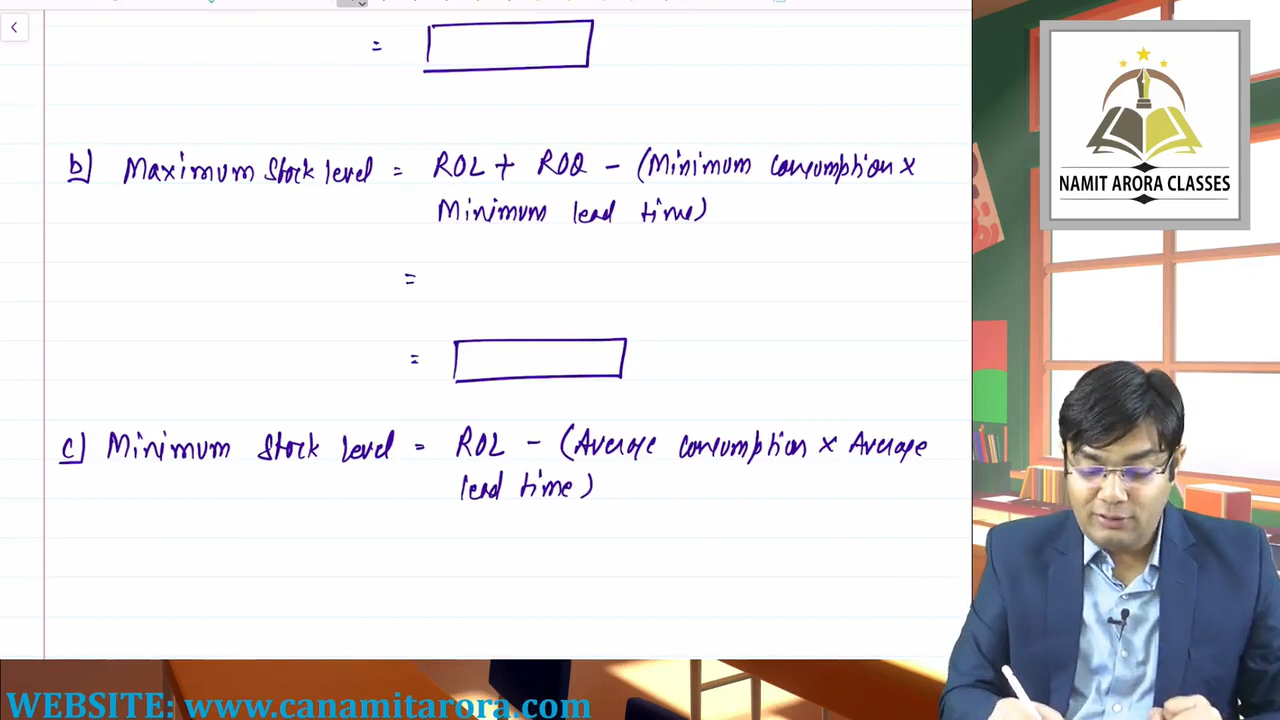 =
b) Maximum Stock level = ROL + ROQ - (Minimum consumption x
Minimum lead time)
=
=
c) Minimum Stock level = ROL - (Average consumption x Average
lead time)
NAMIT ARORA CLASSES
WEBSITE: www.canamitarora.com